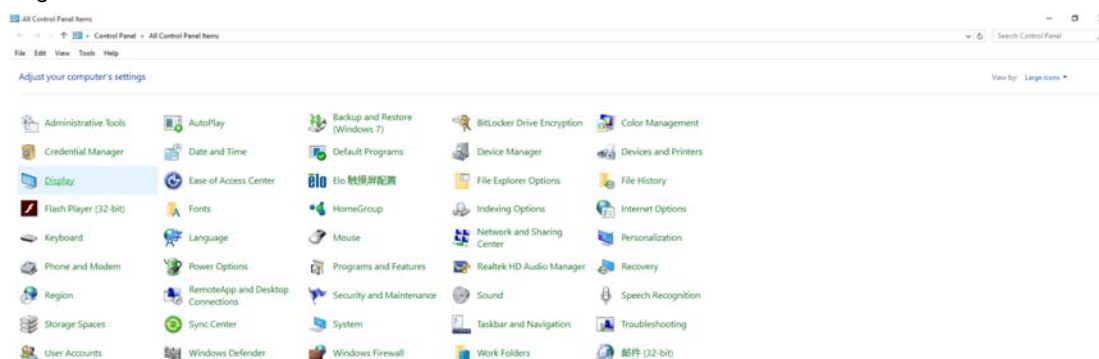 All Control Panel Items
Control Panel > All Control Panel Items
Search Control Panel
File Edit View Tools Help
Adjust your computer's settings
View by: Large icons
Administrative Tools
AutoPlay
Backup and Restore
(Windows 7)
BitLocker Drive Encryption
Color Management
Credential Manager
Date and Time
Default Programs
Device Manager
Devices and Printers
Display
Ease of Access Center
elo Elo 触摸屏配置
File Explorer Options
File History
Flash Player (32-bit)
Fonts
HomeGroup
Indexing Options
Internet Options
Keyboard
Language
Mouse
Network and Sharing
Center
Personalization
Phone and Modem
Power Options
Programs and Features
Realtek HD Audio Manager
Recovery
Region
RemoteApp and Desktop
Connections
Security and Maintenance
Sound
Speech Recognition
Storage Spaces
Sync Center
System
Taskbar and Navigation
Troubleshooting
User Accounts
Windows Defender
Windows Firewall
Work Folders
邮件 (32-bit)